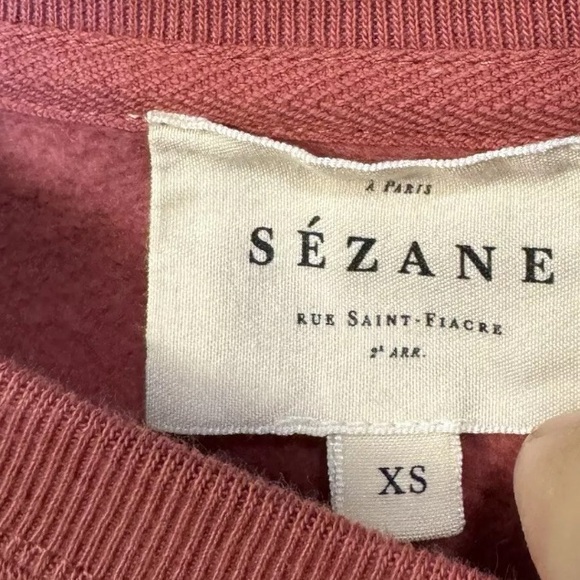 À PARIS
SÉZANE
RUE SAINT-FIACRE
2E ARR.
XS